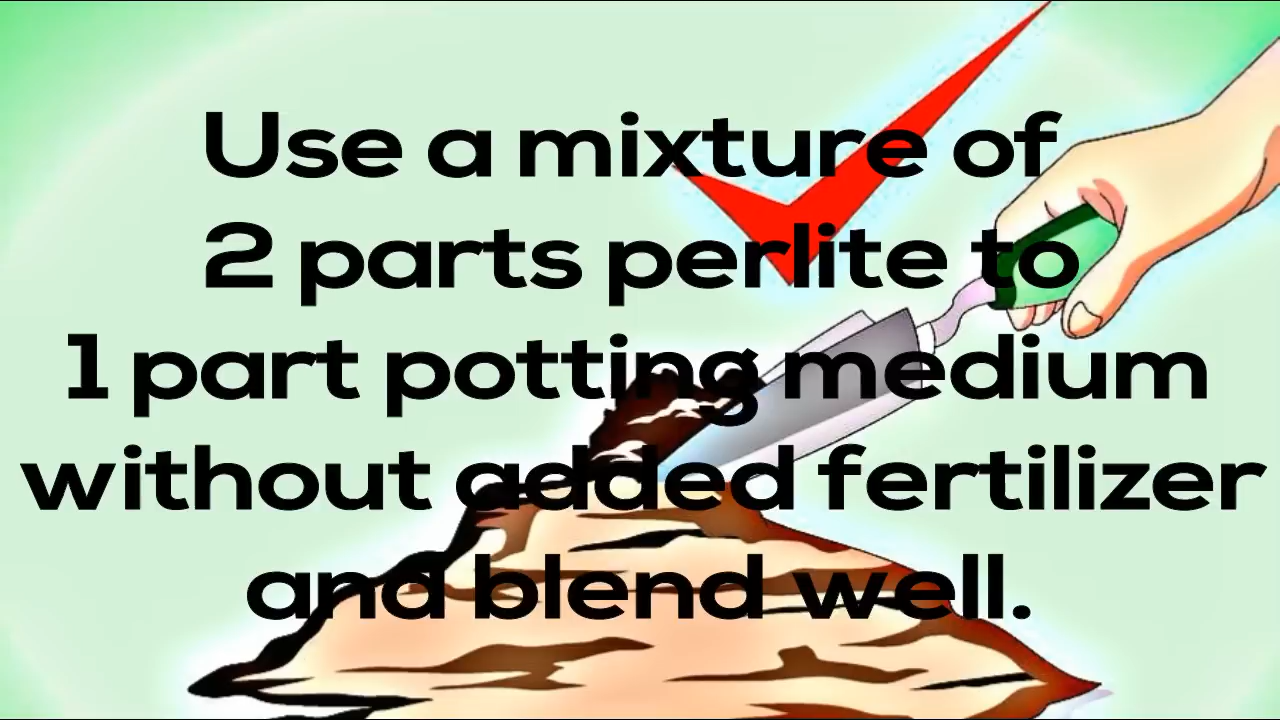 Use a mixture of
2 parts perlite to
1 part potting medium
without added fertilizer
and blend well.